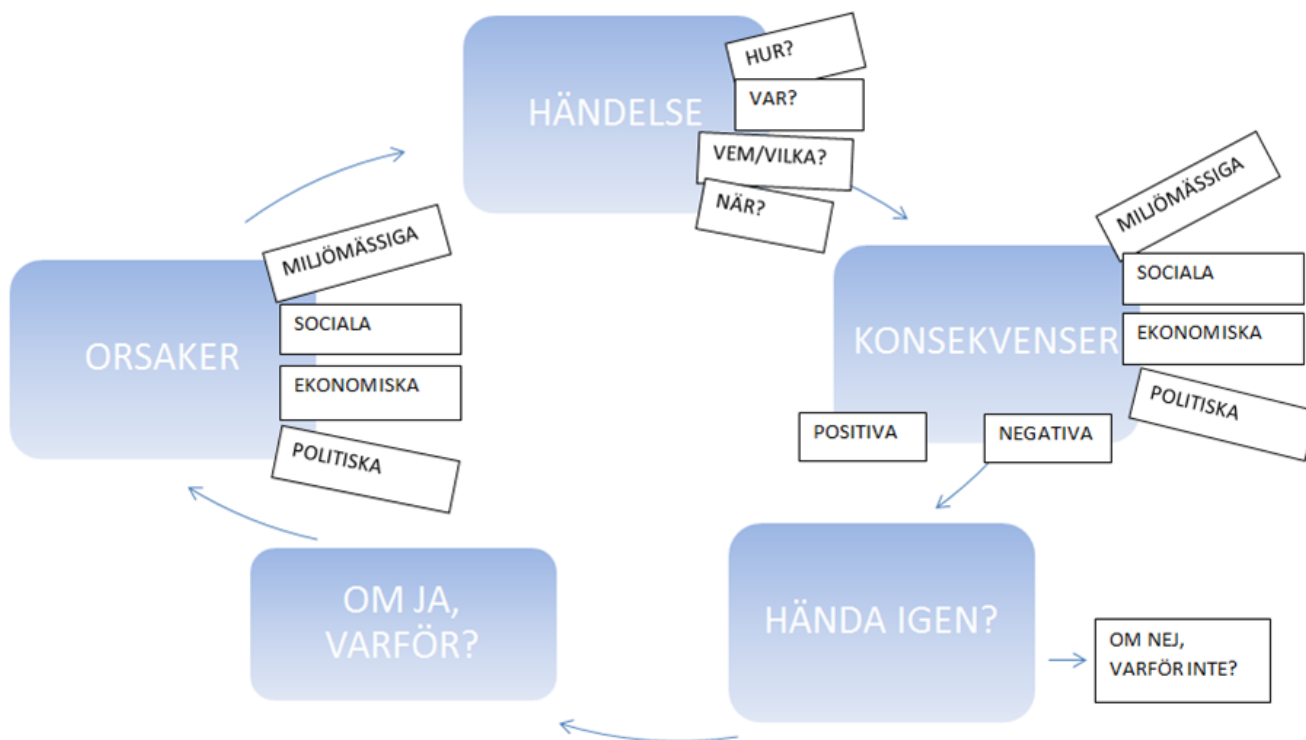 HÄNDELSE
HUR?
VAR?
VEM/VILKA?
NÄR?
KONSEKVENSER
MILJÖMÄSSIGA
SOCIALA
EKONOMISKA
POLITISKA
POSITIVA
NEGATIVA
HÄNDA IGEN?
OM NEJ,
VARFÖR INTE?
OM JA,
VARFÖR?
ORSAKER
MILJÖMÄSSIGA
SOCIALA
EKONOMISKA
POLITISKA